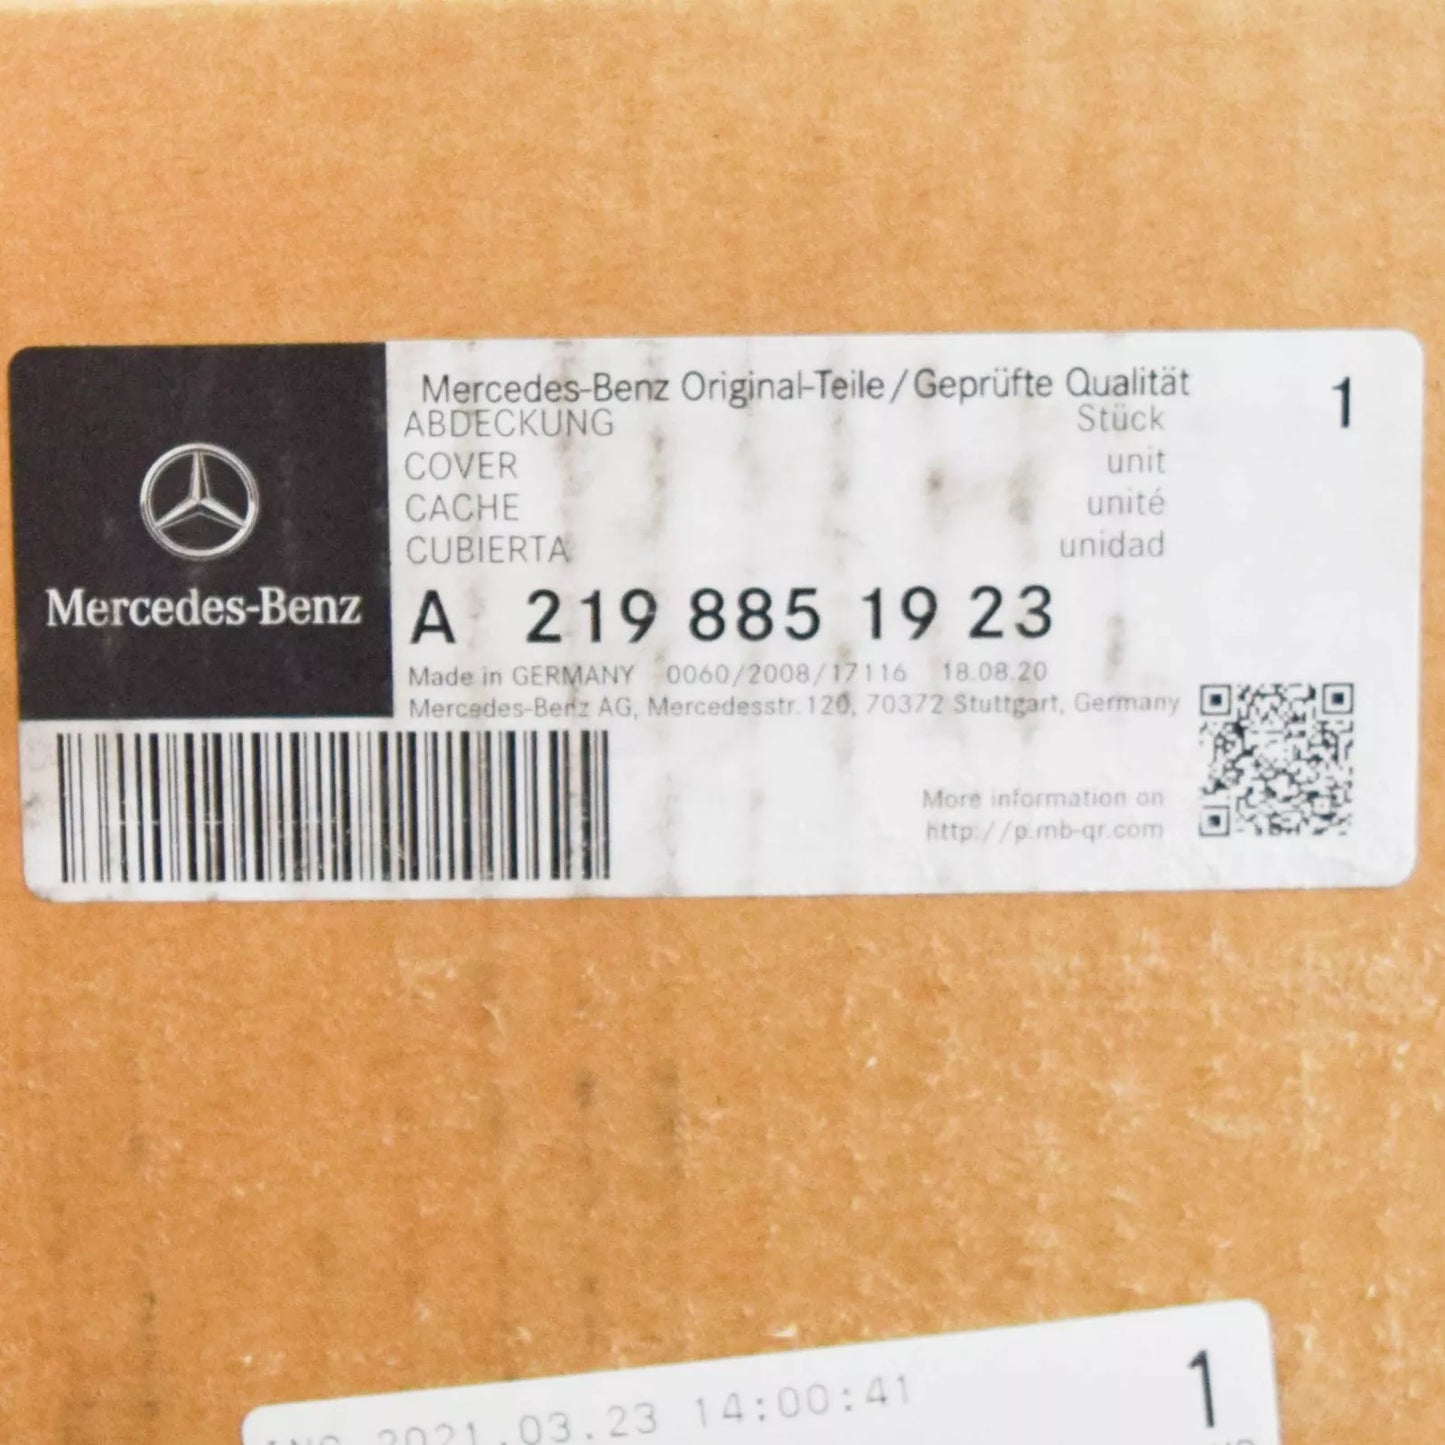 Mercedes-Benz
Mercedes-Benz Original-Teile/Geprüfte Qualität 1
ABDECKUNG Stück
COVER unit
CACHE unité
CUBIERTA unidad
A 219 885 19 23
Made in GERMANY 0060/2008/17116 18.08.20
Mercedes-Benz AG, Mercedesstr. 120, 70372 Stuttgart, Germany
More information on
http://p.mb-qr.com
2021.03.23 14:00:41 1